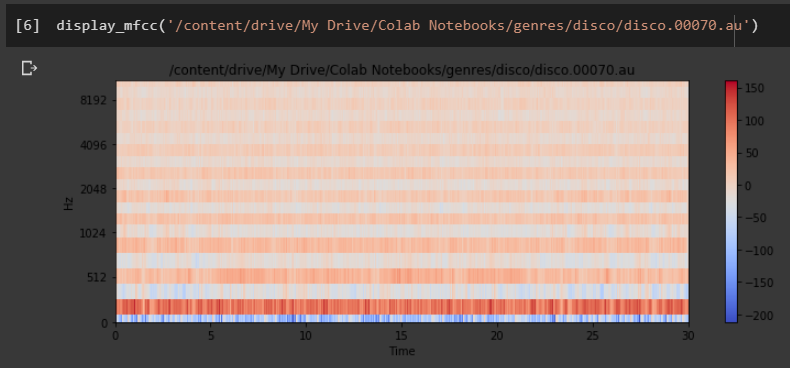 [6] display_mfcc('/content/drive/My Drive/Colab Notebooks/genres/disco/disco.00070.au')
/content/drive/My Drive/Colab Notebooks/genres/disco/disco.00070.au
8192
4096
2048
1024
512
0
Hz
0 5 10 15 20 25 30
Time
150
100
50
0
−50
−100
−150
−200